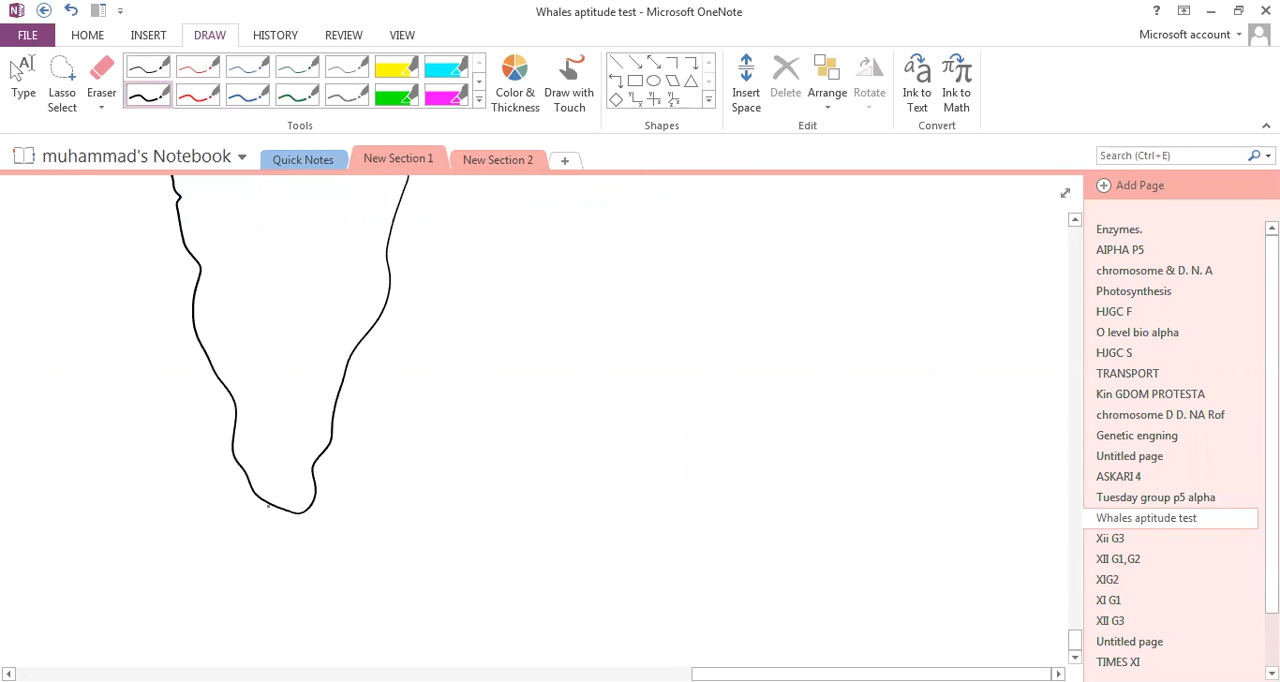 Whales aptitude test - Microsoft OneNote
FILE HOME INSERT DRAW HISTORY REVIEW VIEW
Microsoft account
Type
Lasso Select
Eraser
Color & Thickness
Draw with Touch
Insert Space
Delete
Arrange
Rotate
Ink to Text
Ink to Math
Tools
Shapes
Edit
Convert
muhammad's Notebook
Quick Notes
New Section 1
New Section 2
Search (Ctrl+E)
Add Page
Enzymes.
AIPHA P5
chromosome & D. N. A
Photosynthesis
HJGC F
O level bio alpha
HJGC S
TRANSPORT
Kin GDOM PROTESTA
chromosome D D. NA Rof
Genetic engning
Untitled page
ASKARI 4
Tuesday group p5 alpha
Whales aptitude test
Xii G3
XII G1,G2
XIG2
XI G1
XII G3
Untitled page
TIMES XI